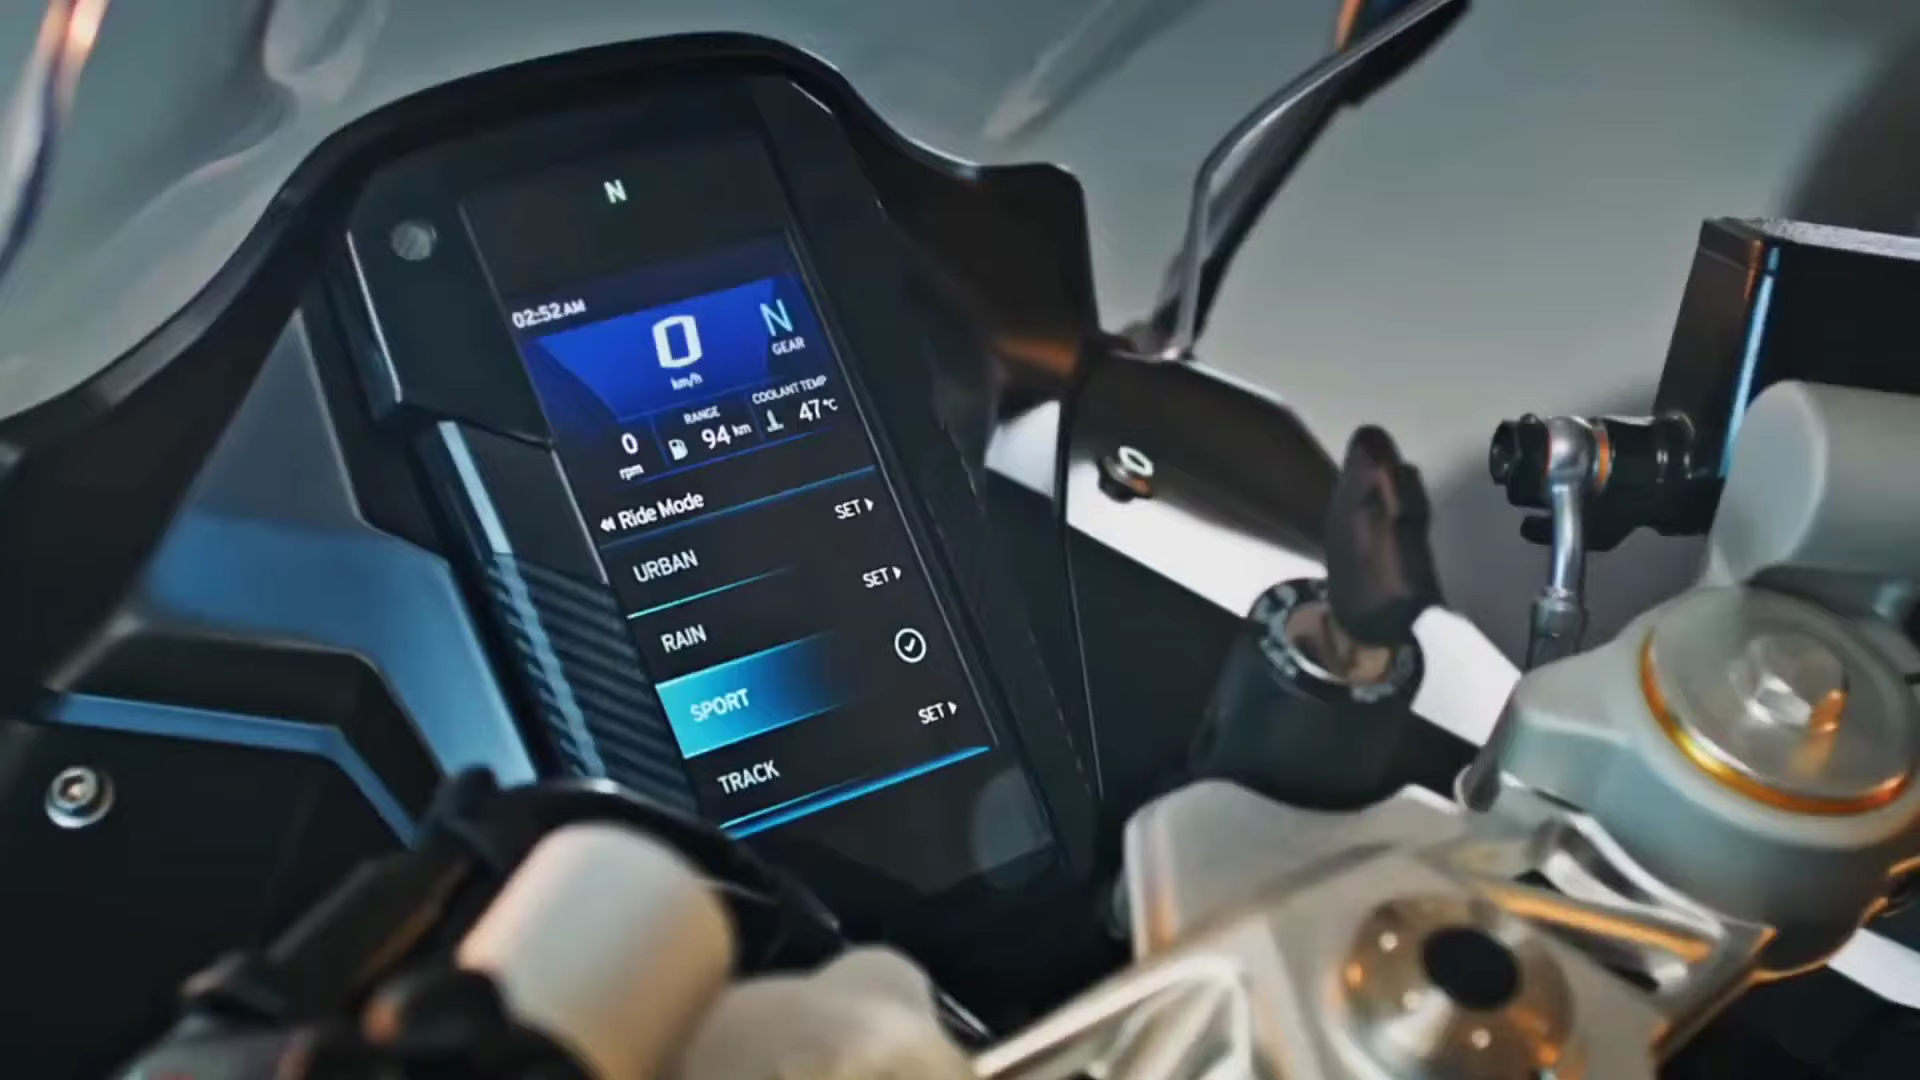 N
02:52 AM
0
km/h
N
GEAR
0
rpm
RANGE
94 km
COOLANT TEMP
47 °C
Ride Mode
URBAN SET
RAIN SET
SPORT
TRACK SET